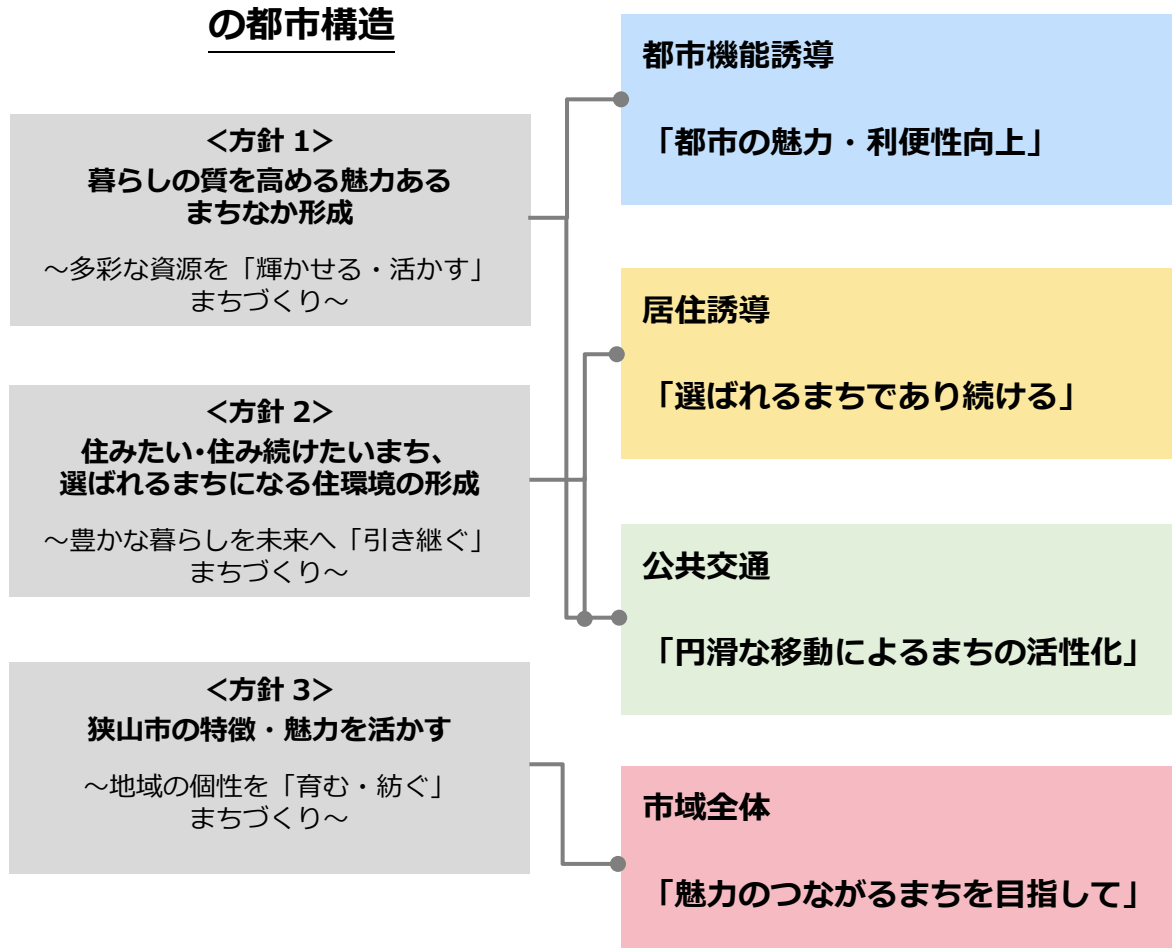 の都市構造
<方針 1>
暮らしの質を高める魅力ある
まちなか形成
～多彩な資源を「輝かせる・活かす」
まちづくり～
<方針 2>
住みたい・住み続けたいまち、
選ばれるまちになる住環境の形成
～豊かな暮らしを未来へ「引き継ぐ」
まちづくり～
<方針 3>
狭山市の特徴・魅力を活かす
～地域の個性を「育む・紡ぐ」
まちづくり～
都市機能誘導
「都市の魅力・利便性向上」
居住誘導
「選ばれるまちであり続ける」
公共交通
「円滑な移動によるまちの活性化」
市域全体
「魅力のつながるまちを目指して」